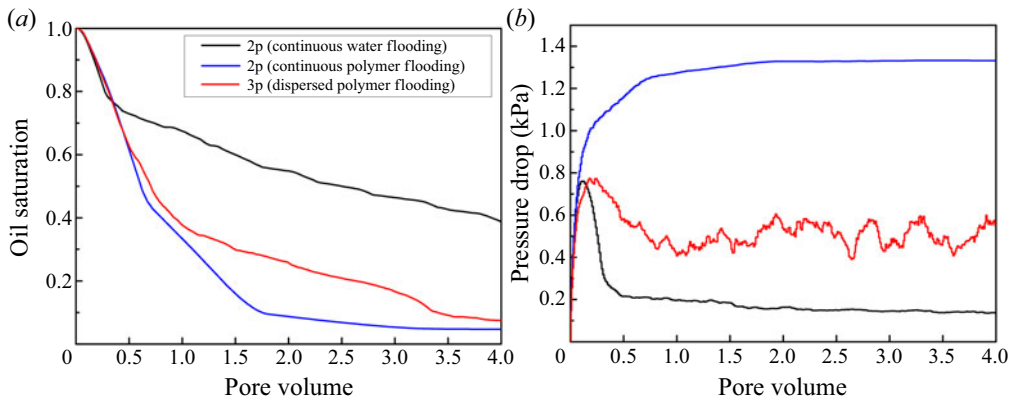 (a)
1.0
0.8
0.6
0.4
0.2
Oil saturation
2p (continuous water flooding)
2p (continuous polymer flooding)
3p (dispersed polymer flooding)
0 0.5 1.0 1.5 2.0 2.5 3.0 3.5 4.0
Pore volume
(b)
1.4
1.2
1.0
0.8
0.6
0.4
0.2
Pressure drop (kPa)
0 0.5 1.0 1.5 2.0 2.5 3.0 3.5 4.0
Pore volume